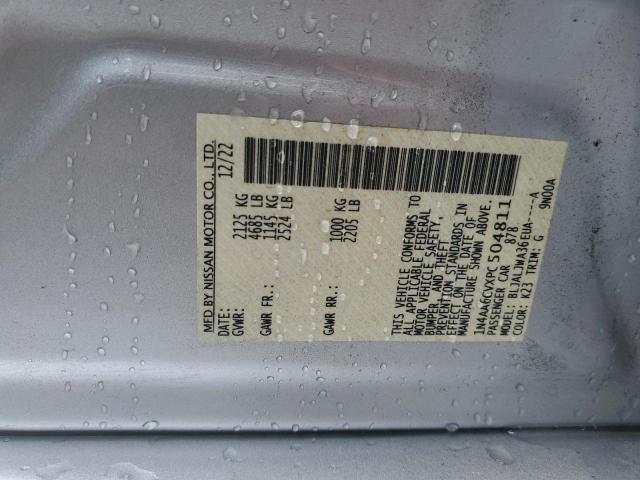 MFD BY NISSAN MOTOR CO., LTD.
DATE: 12/22
GVWR: 2125 KG
4685 LB
GAWR FR.: 1145 KG
2524 LB
GAWR RR.: 1000 KG
2205 LB
THIS VEHICLE CONFORMS TO
ALL APPLICABLE FEDERAL
MOTOR VEHICLE SAFETY,
BUMPER, AND THEFT
PREVENTION STANDARDS IN
EFFECT ON THE DATE OF
MANUFACTURE SHOWN ABOVE.
1N4AA6CVXPC504811
PASSENGER CAR 878
MODEL: BLJALJWA36EUA----A
COLOR: K23 TRIM: G 9N00A